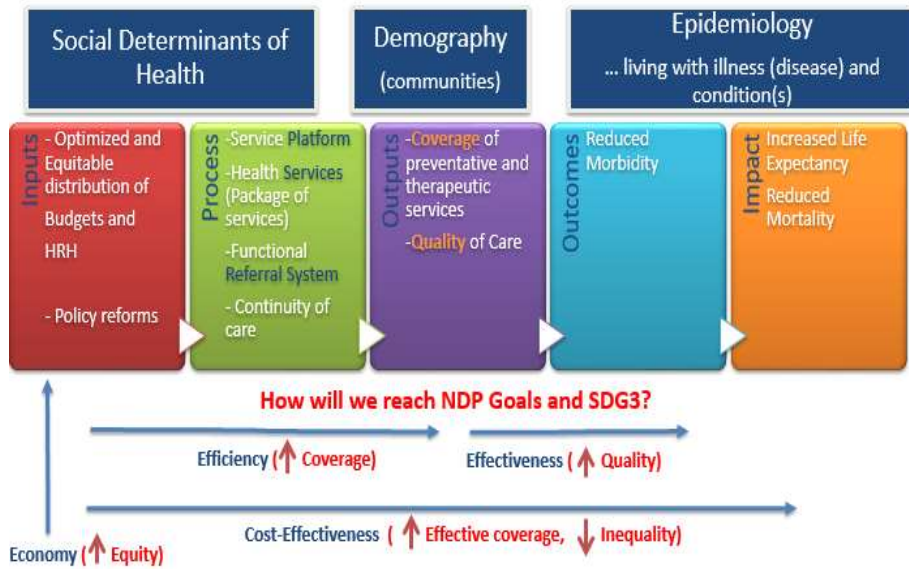 Social Determinants of
Health
Demography
(communities)
Epidemiology
... living with illness (disease) and
condition(s)
Inputs
- Optimized and
Equitable
distribution of
Budgets and
HRH
- Policy reforms
Process
-Service Platform
-Health Services
(Package of
services)
-Functional
Referral System
- Continuity of
care
Outputs
-Coverage of
preventative and
therapeutic
services
-Quality of Care
Outcomes
Reduced
Morbidity
Impact
Increased Life
Expectancy
Reduced
Mortality
How will we reach NDP Goals and SDG3?
Efficiency (↑ Coverage)
Effectiveness ( ↑ Quality)
Cost-Effectiveness ( ↑ Effective coverage, ↓ Inequality)
Economy (↑ Equity)